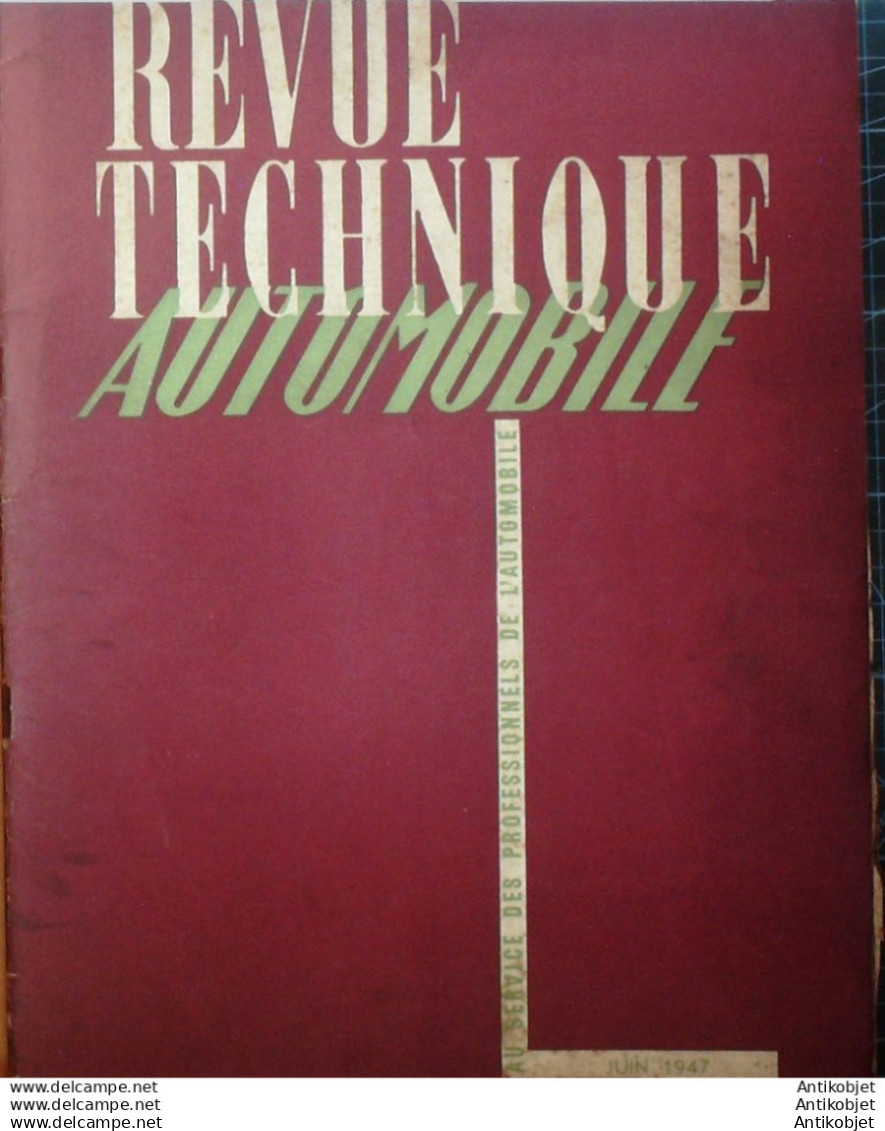 REVUE
TECHNIQUE
AUTOMOBILE
AU SERVICE DES PROFESSIONNELS DE L'AUTOMOBILE
JUIN 1947
www.delcampe.net
www.delcampe.net
www.delcampe.net
Antikobjet
Antikobjet
Antikobjet